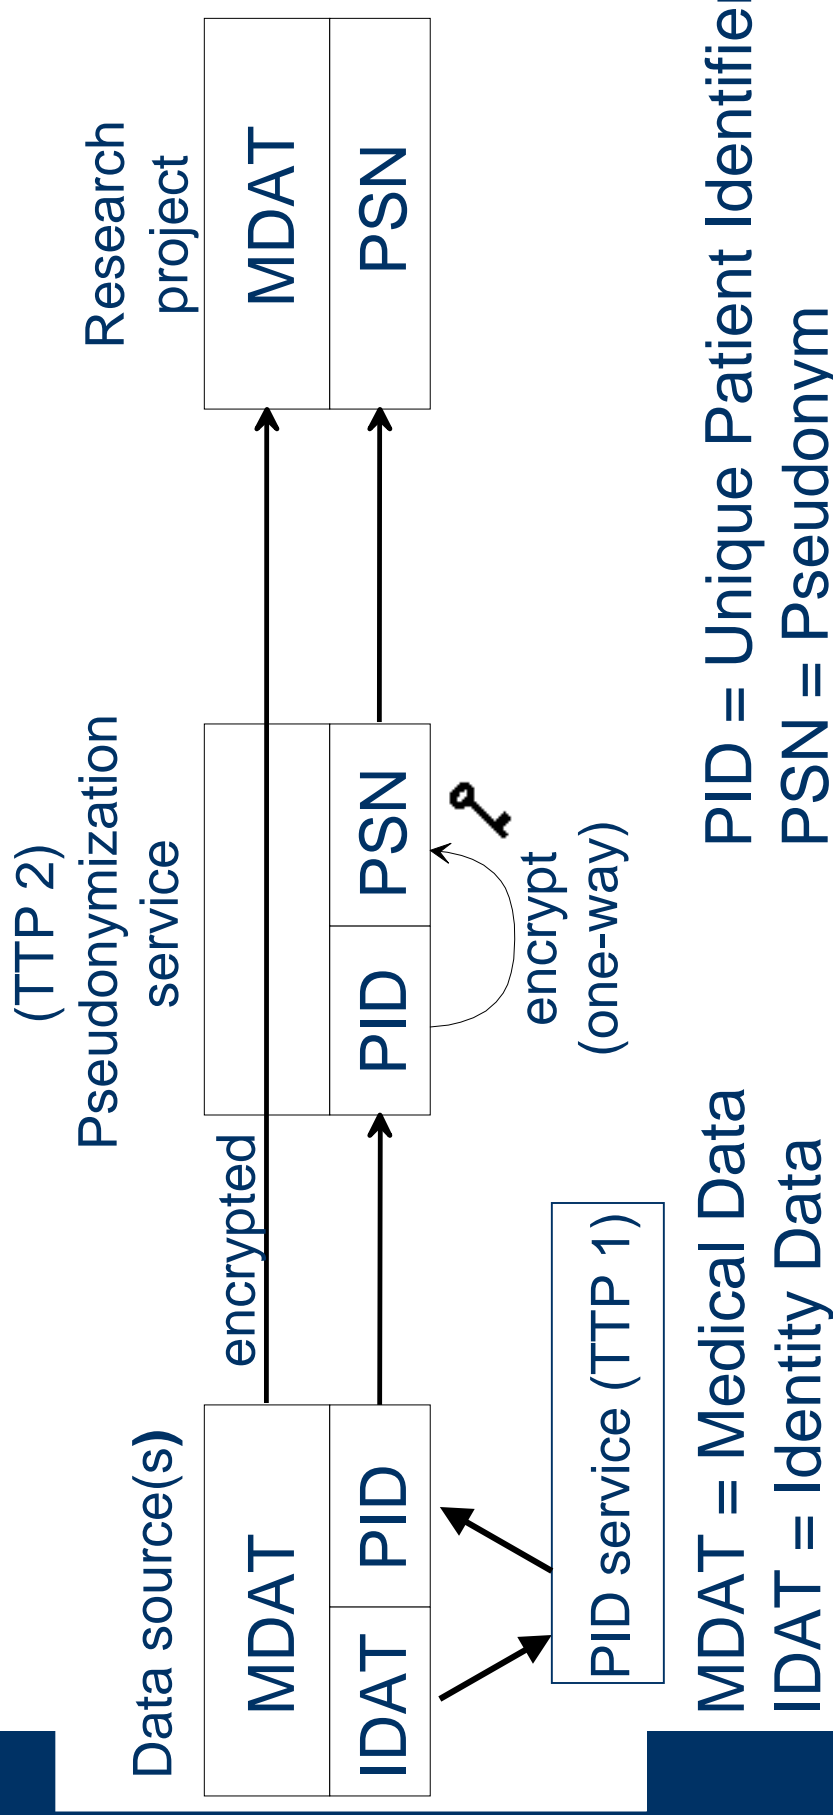 Data source(s)
MDAT
IDAT
PID
encrypted
(TTP 2)
Pseudonymization
service
PID
PSN
encrypt
(one-way)
Research
project
MDAT
PSN
PID service (TTP 1)
MDAT = Medical Data
IDAT = Identity Data
PID = Unique Patient Identifier
PSN = Pseudonym